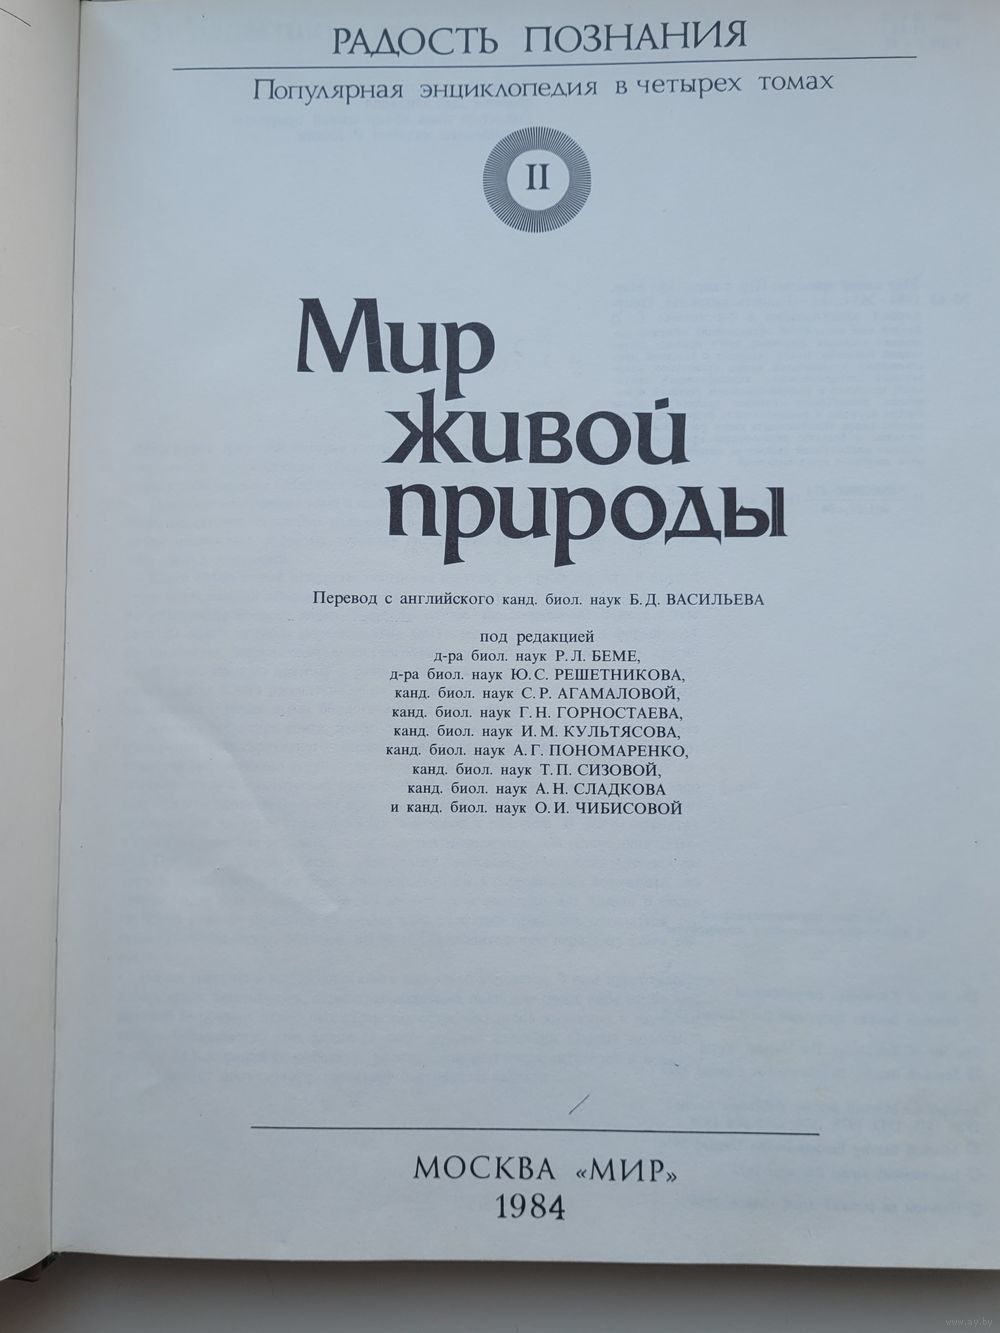 РАДОСТЬ ПОЗНАНИЯ
Популярная энциклопедия в четырех томах
II
Мир
живой
природы
Перевод с английского канд. биол. наук Б. Д. ВАСИЛЬЕВА
под редакцией
д-ра биол. наук Р. Л. БЕМЕ,
д-ра биол. наук Ю. С. РЕШЕТНИКОВА,
канд. биол. наук С. Р. АГАМАЛОВОЙ,
канд. биол. наук Г. Н. ГОРНОСТАЕВА,
канд. биол. наук И. М. КУЛЬТЯСОВА,
канд. биол. наук А. Г. ПОНОМАРЕНКО,
канд. биол. наук Т. П. СИЗОВОЙ,
канд. биол. наук А. Н. СЛАДКОВА
и канд. биол. наук О. И. ЧИБИСОВОЙ
МОСКВА «МИР»
1984
www.ay.by